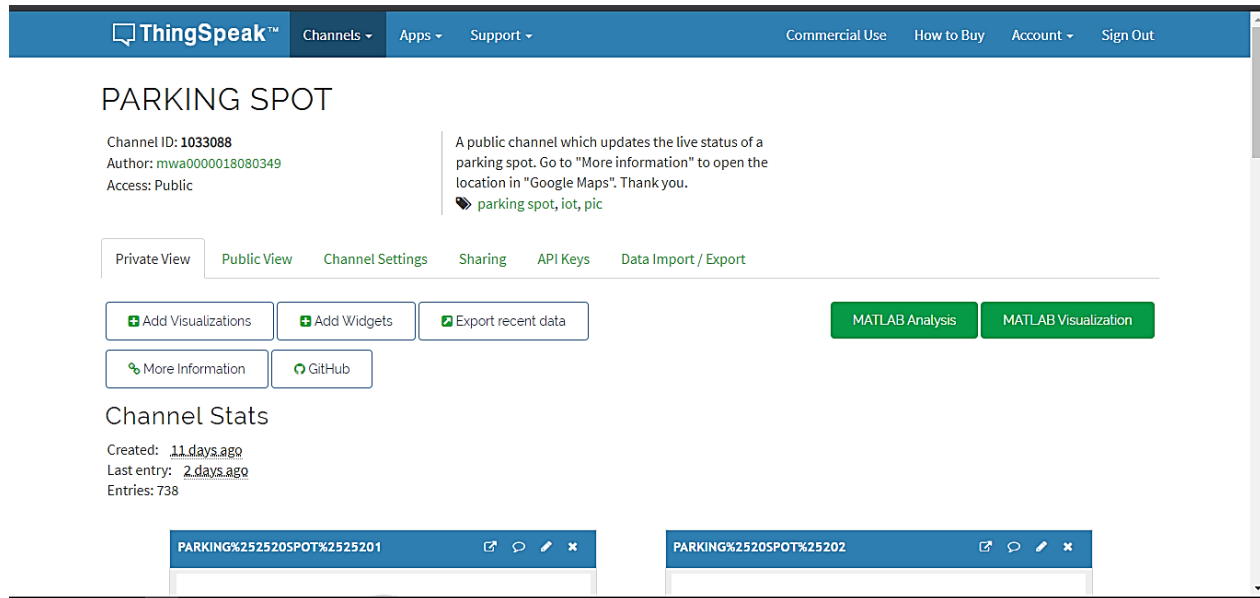 ThingSpeak™ Channels Apps Support Commercial Use How to Buy Account Sign Out
PARKING SPOT
Channel ID: 1033088
Author: mwa0000018080349
Access: Public
A public channel which updates the live status of a
parking spot. Go to "More information" to open the
location in "Google Maps". Thank you.
parking spot, iot, pic
Private View Public View Channel Settings Sharing API Keys Data Import / Export
Add Visualizations Add Widgets Export recent data MATLAB Analysis MATLAB Visualization
More Information GitHub
Channel Stats
Created: 11 days ago
Last entry: 2 days ago
Entries: 738
PARKING%252520SPOT%2525201 PARKING%2520SPOT%25202